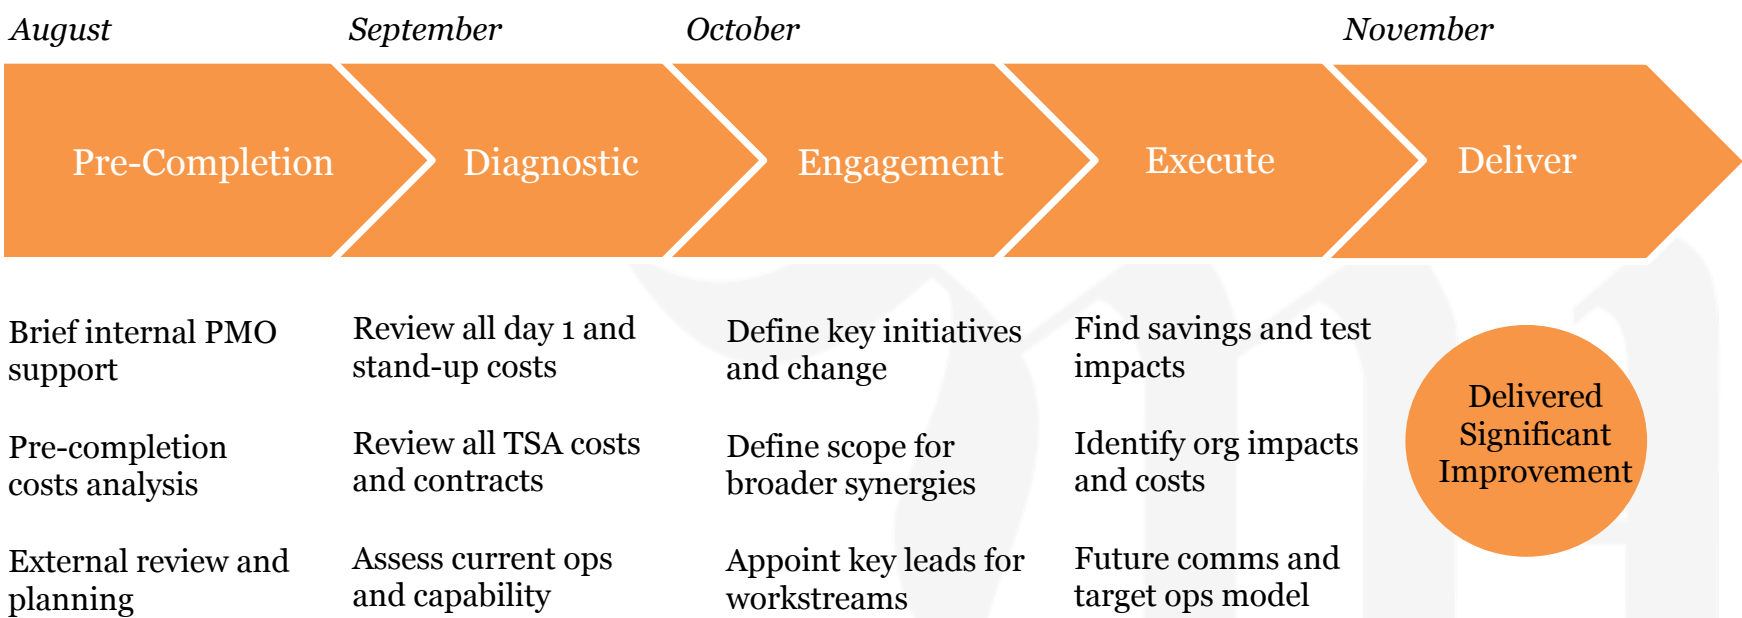 August
September
October
November
Pre-Completion
Diagnostic
Engagement
Execute
Deliver
Brief internal PMO
support
Pre-completion
costs analysis
External review and
planning
Review all day 1 and
stand-up costs
Review all TSA costs
and contracts
Assess current ops
and capability
Define key initiatives
and change
Define scope for
broader synergies
Appoint key leads for
workstreams
Find savings and test
impacts
Identify org impacts
and costs
Future comms and
target ops model
Delivered
Significant
Improvement